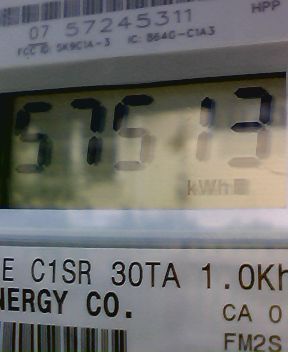 HPP
07 57245311
FCC ID: SK9C1A-3 IC: 864G-C1A3
57513
kWh
E C1SR 30TA 1.0Kh
NERGY CO.
CA 0
FM2S